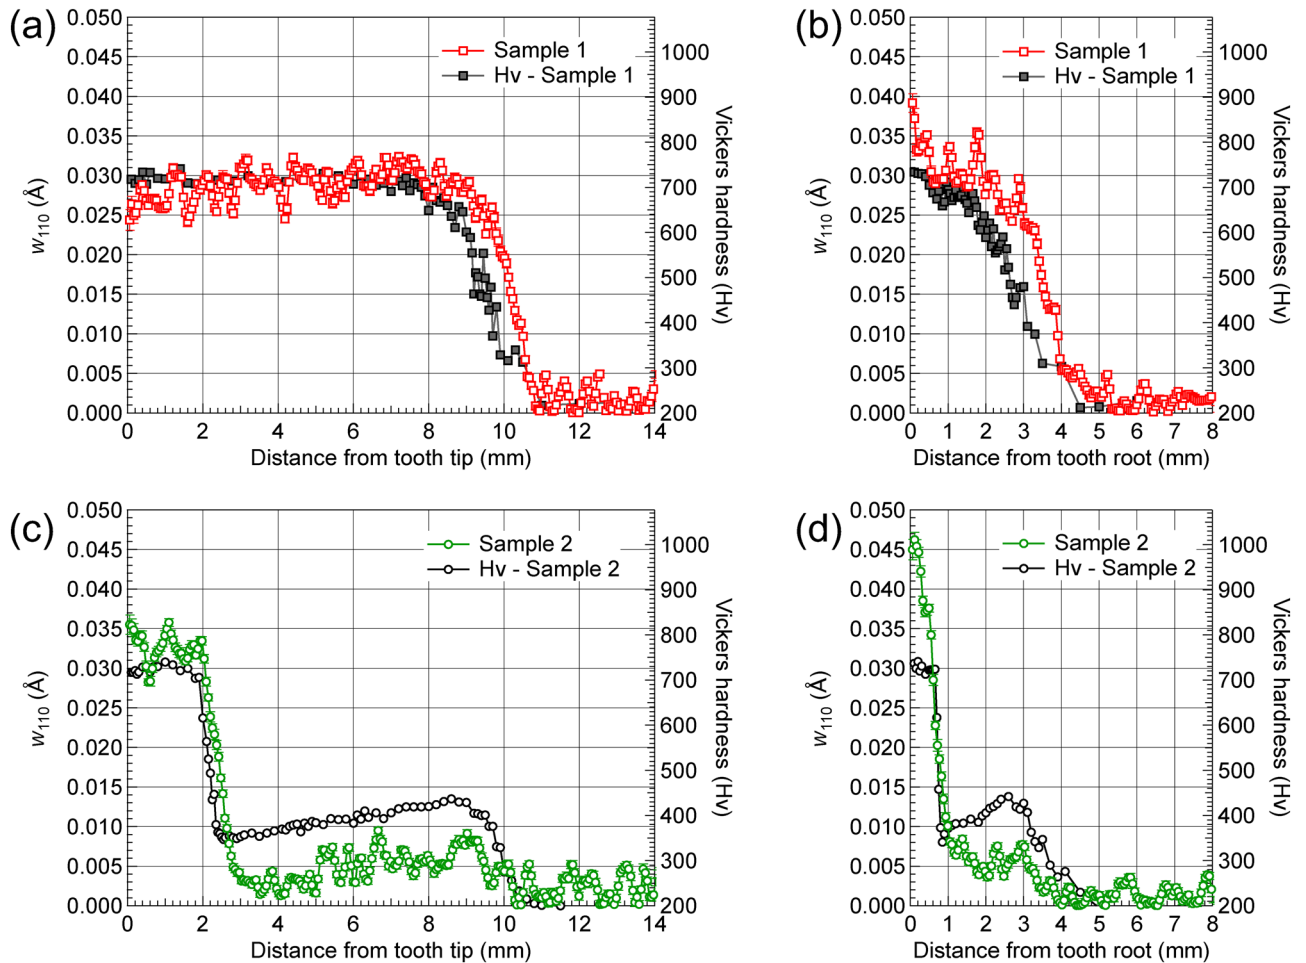 (a)
0.050
0.045
0.040
0.035
0.030
0.025
0.020
0.015
0.010
0.005
0.000
w110 (Å)
Sample 1
Hv - Sample 1
1000
900
800
700
600
500
400
300
200
Vickers hardness (Hv)
0 2 4 6 8 10 12 14
Distance from tooth tip (mm)
(b)
0.050
0.045
0.040
0.035
0.030
0.025
0.020
0.015
0.010
0.005
0.000
w110 (Å)
Sample 1
Hv - Sample 1
1000
900
800
700
600
500
400
300
200
Vickers hardness (Hv)
0 1 2 3 4 5 6 7 8
Distance from tooth root (mm)
(c)
0.050
0.045
0.040
0.035
0.030
0.025
0.020
0.015
0.010
0.005
0.000
w110 (Å)
Sample 2
Hv - Sample 2
1000
900
800
700
600
500
400
300
200
Vickers hardness (Hv)
0 2 4 6 8 10 12 14
Distance from tooth tip (mm)
(d)
0.050
0.045
0.040
0.035
0.030
0.025
0.020
0.015
0.010
0.005
0.000
w110 (Å)
Sample 2
Hv - Sample 2
1000
900
800
700
600
500
400
300
200
Vickers hardness (Hv)
0 1 2 3 4 5 6 7 8
Distance from tooth root (mm)